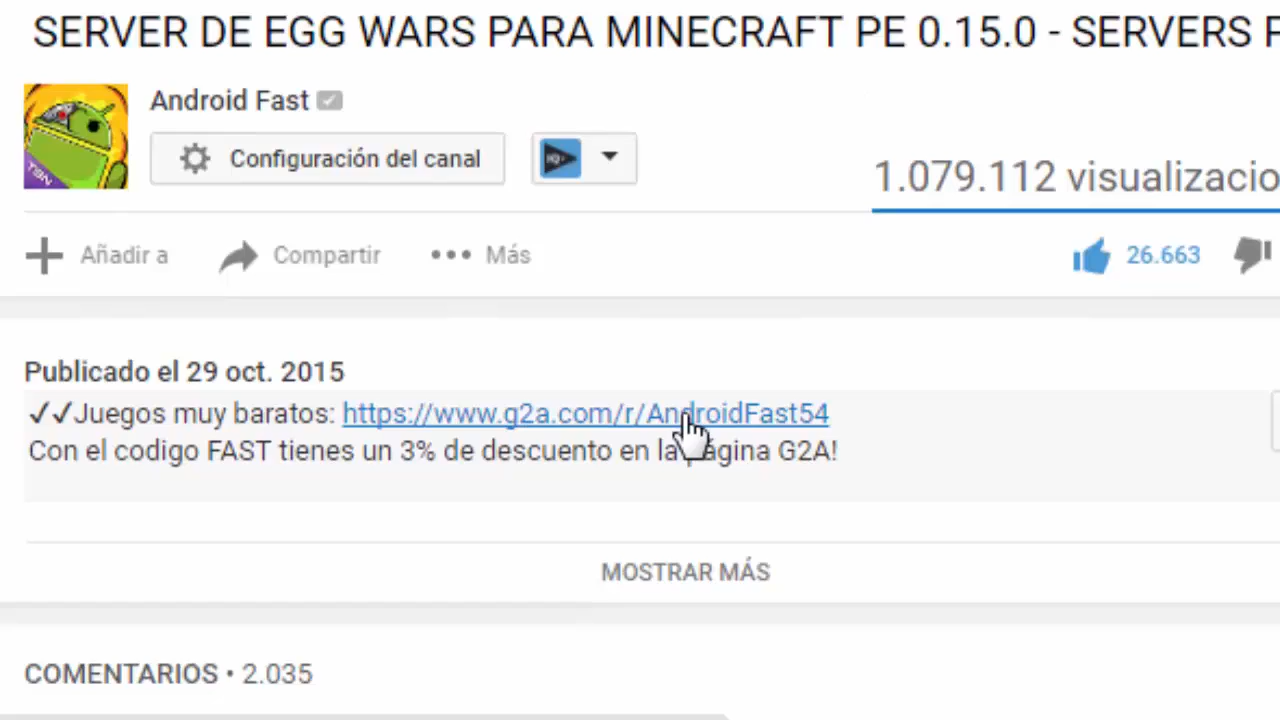 SERVER DE EGG WARS PARA MINECRAFT PE 0.15.0 - SERVERS
Android Fast
TGN
Configuración del canal
HQ+
1.079.112
Añadir a
Compartir
Más
26.663
Publicado el 29 oct. 2015
✓✓Juegos muy baratos: https://www.g2a.com/r/AndroidFast54
Con el codigo FAST tienes un 3% de descuento en la página G2A!
MOSTRAR MÁS
COMENTARIOS • 2.035